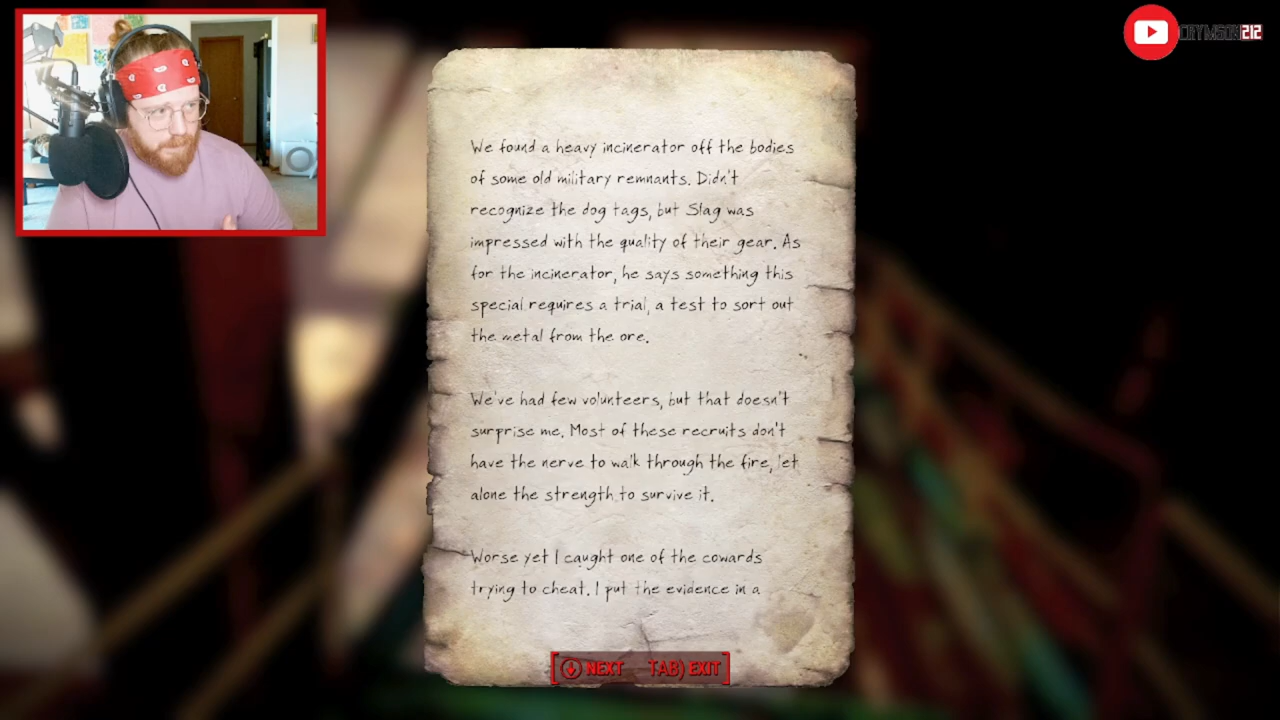 CRYMSON212
We found a heavy incinerator off the bodies
of some old military remnants. Didn't
recognize the dog tags, but Slag was
impressed with the quality of their gear. As
for the incinerator, he says something this
special requires a trial, a test to sort out
the metal from the ore.
We've had few volunteers, but that doesn't
surprise me. Most of these recruits don't
have the nerve to walk through the fire, let
alone the strength to survive it.
Worse yet I caught one of the cowards
trying to cheat. I put the evidence in a
NEXT TAB) EXIT